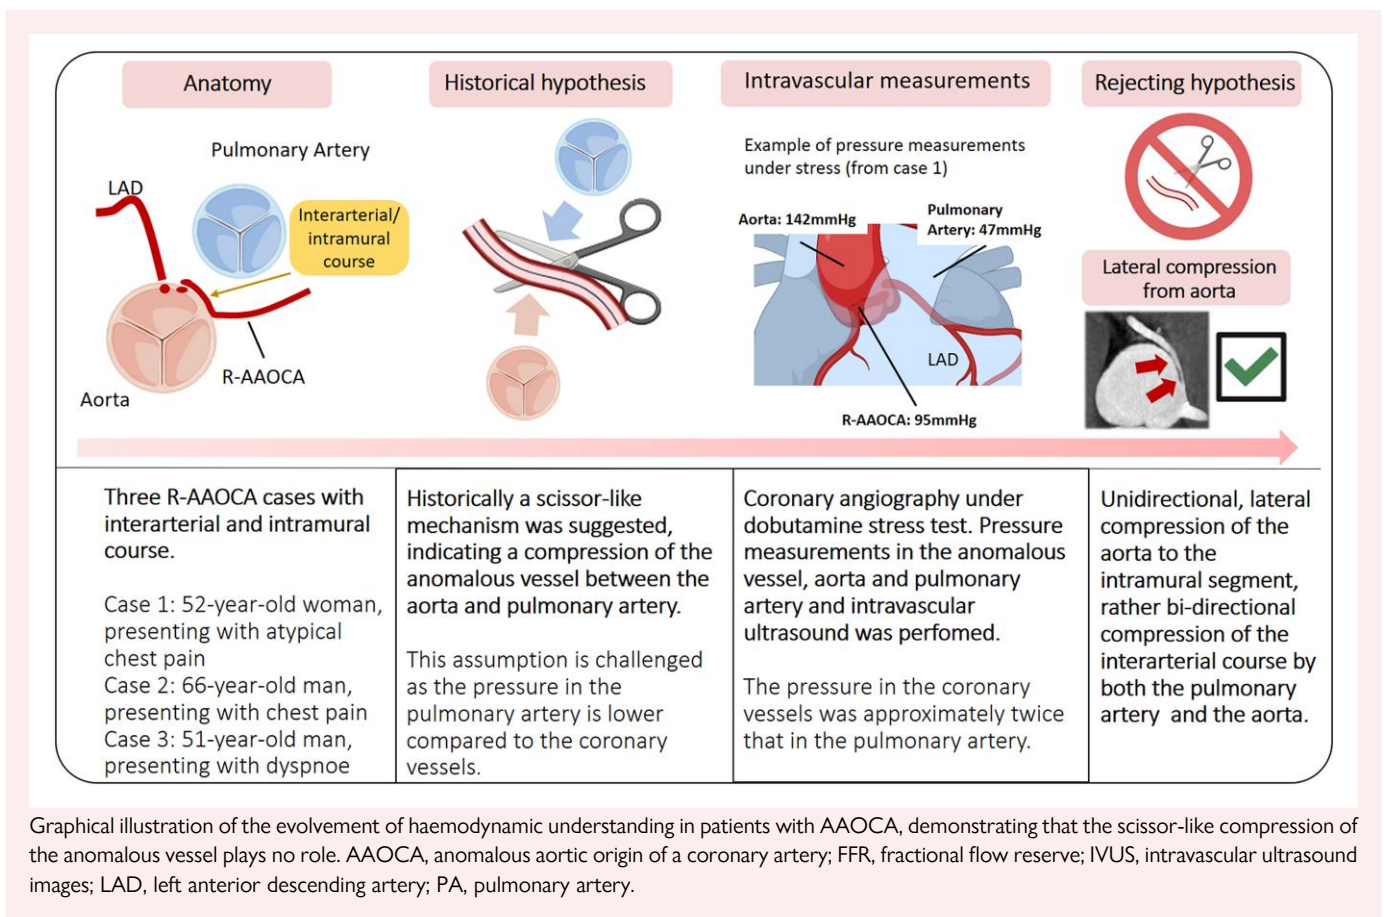 Anatomy
Pulmonary Artery
LAD
Interarterial/
intramural
course
R-AAOCA
Aorta
Historical hypothesis
Intravascular measurements
Example of pressure measurements
under stress (from case 1)
Aorta: 142mmHg
Pulmonary
Artery: 47mmHg
LAD
R-AAOCA: 95mmHg
Rejecting hypothesis
Lateral compression
from aorta
Three R-AAOCA cases with
interarterial and intramural
course.
Case 1: 52-year-old woman,
presenting with atypical
chest pain
Case 2: 66-year-old man,
presenting with chest pain
Case 3: 51-year-old man,
presenting with dyspnoe
Historically a scissor-like
mechanism was suggested,
indicating a compression of the
anomalous vessel between the
aorta and pulmonary artery.
This assumption is challenged
as the pressure in the
pulmonary artery is lower
compared to the coronary
vessels.
Coronary angiography under
dobutamine stress test. Pressure
measurements in the anomalous
vessel, aorta and pulmonary
artery and intravascular
ultrasound was perfomed.
The pressure in the coronary
vessels was approximately twice
that in the pulmonary artery.
Unidirectional, lateral
compression of the
aorta to the
intramural segment,
rather bi-directional
compression of the
interarterial course by
both the pulmonary
artery and the aorta.
Graphical illustration of the evolvement of haemodynamic understanding in patients with AAOCA, demonstrating that the scissor-like compression of
the anomalous vessel plays no role. AAOCA, anomalous aortic origin of a coronary artery; FFR, fractional flow reserve; IVUS, intravascular ultrasound
images; LAD, left anterior descending artery; PA, pulmonary artery.